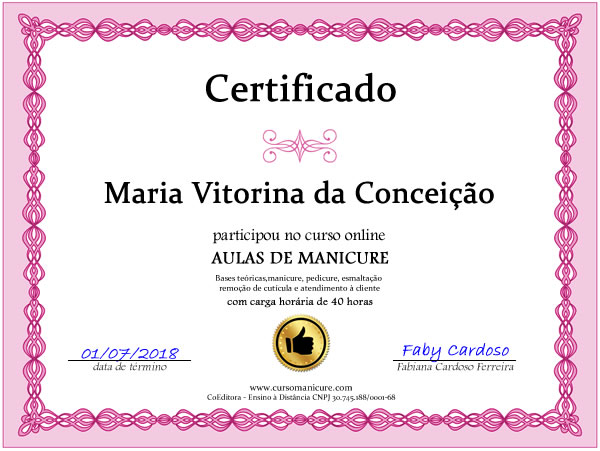 Certificado
Maria Vitorina da Conceição
participou no curso online
AULAS DE MANICURE
Bases teóricas,manicure, pedicure, esmaltação
remoção de cutícula e atendimento à cliente
com carga horária de 40 horas
01/07/2018
data de término
Faby Cardoso
Fabiana Cardoso Ferreira
www.cursomanicure.com
CoEditora - Ensino à Distância CNPJ 30.745.188/0001-68